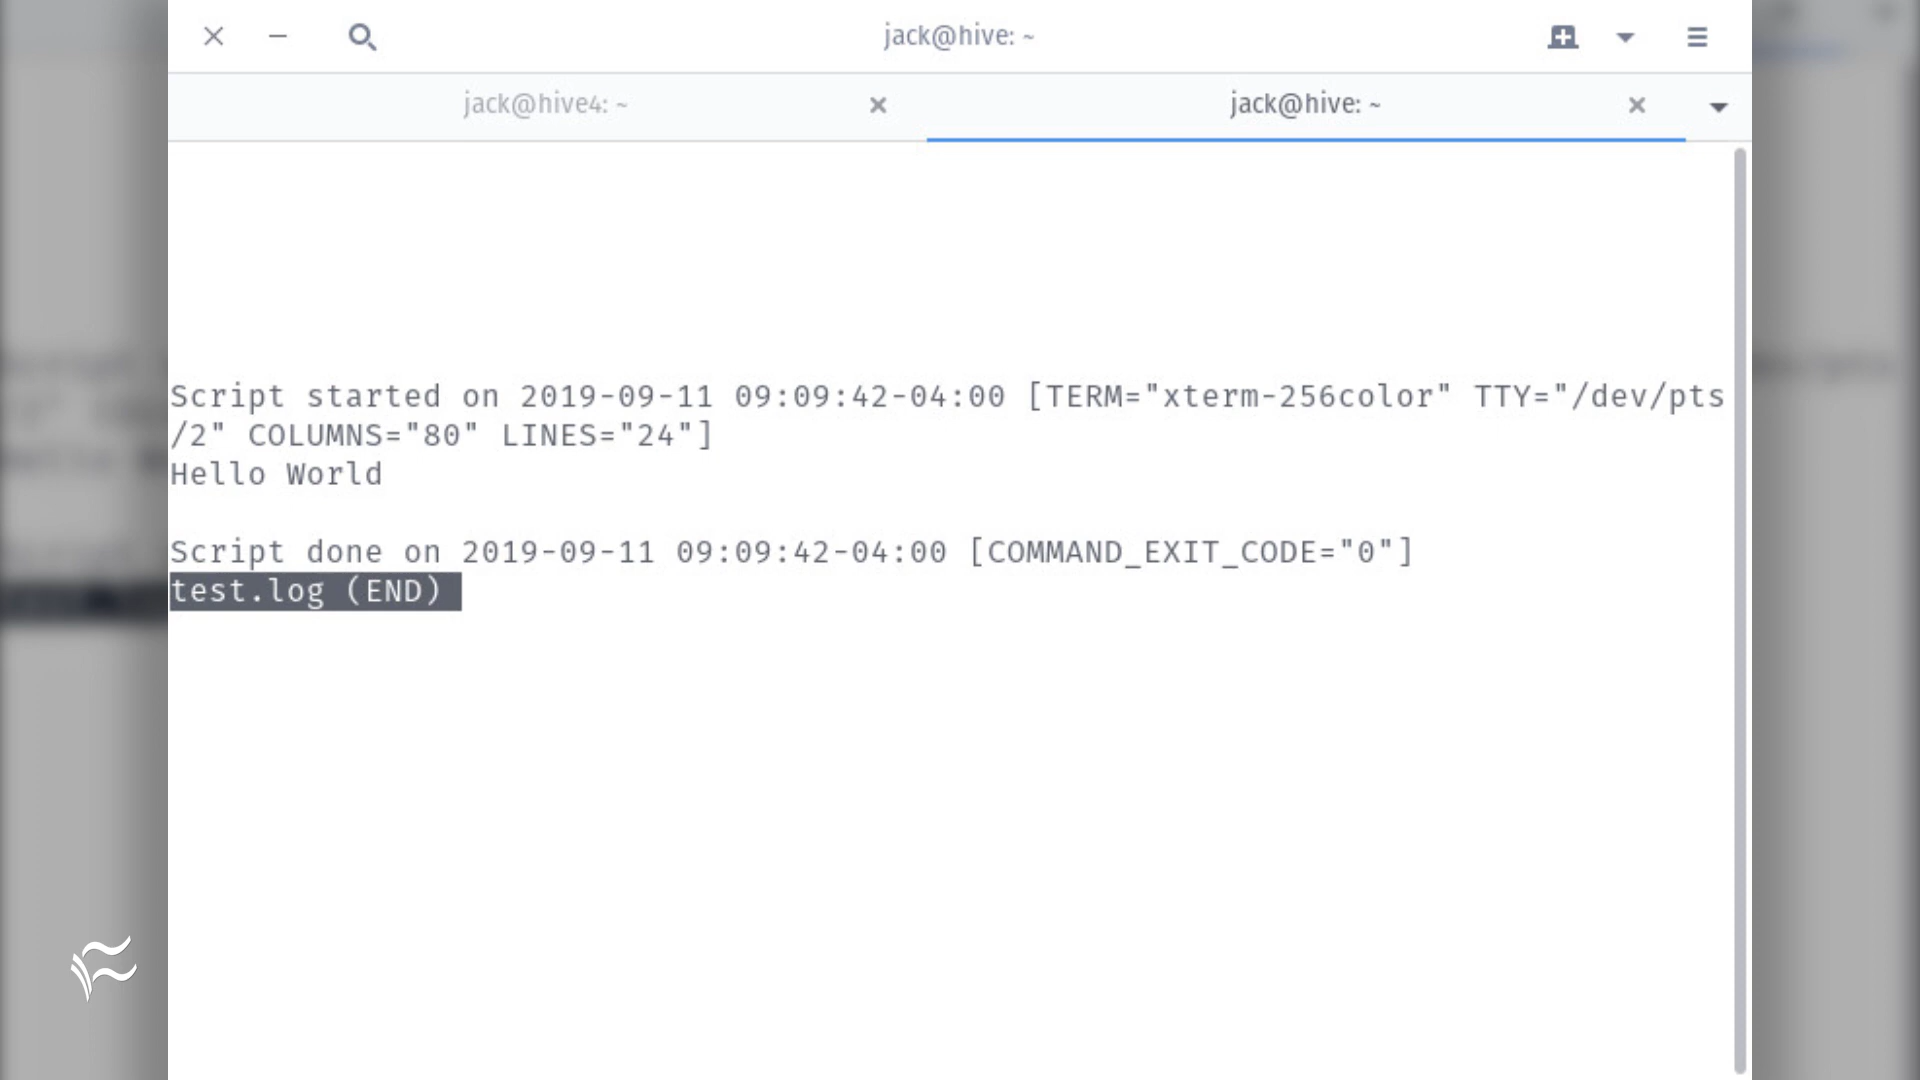 jack@hive: ~
jack@hive4: ~
jack@hive: ~
Script started on 2019-09-11 09:09:42-04:00 [TERM="xterm-256color" TTY="/dev/pts
/2" COLUMNS="80" LINES="24"]
Hello World
Script done on 2019-09-11 09:09:42-04:00 [COMMAND_EXIT_CODE="0"]
test.log (END)